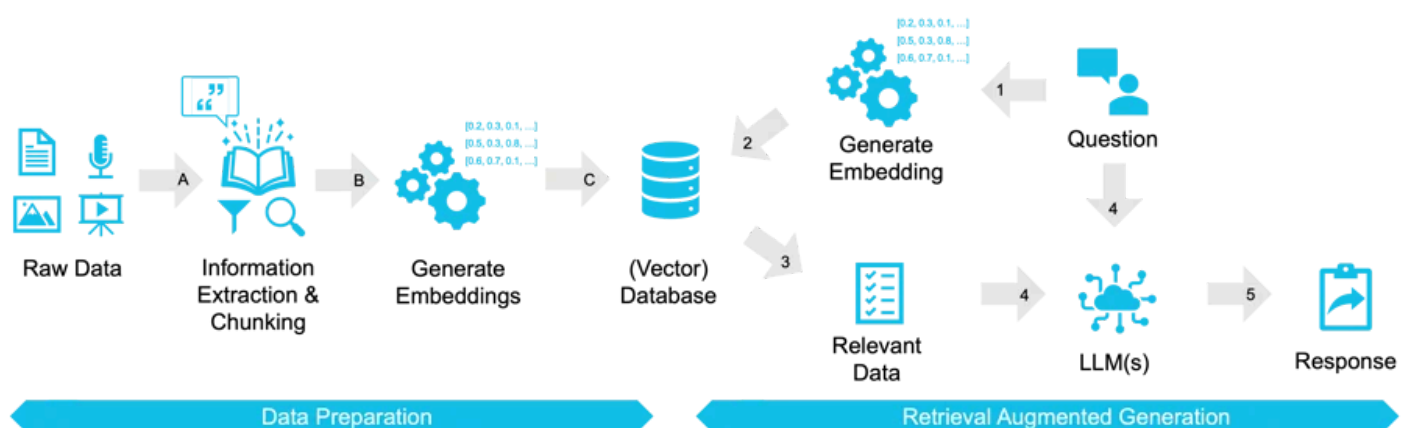 [0.2, 0.3, 0.1, ...]
[0.5, 0.3, 0.8, ...]
[0.6, 0.7, 0.1, ...]
1
Generate
Embedding
Question
2
[0.2, 0.3, 0.1, ...]
[0.5, 0.3, 0.8, ...]
[0.6, 0.7, 0.1, ...]
A
B
C
4
Raw Data
Information
Extraction &
Chunking
Generate
Embeddings
(Vector)
Database
3
Relevant
Data
4
LLM(s)
5
Response
Data Preparation
Retrieval Augmented Generation